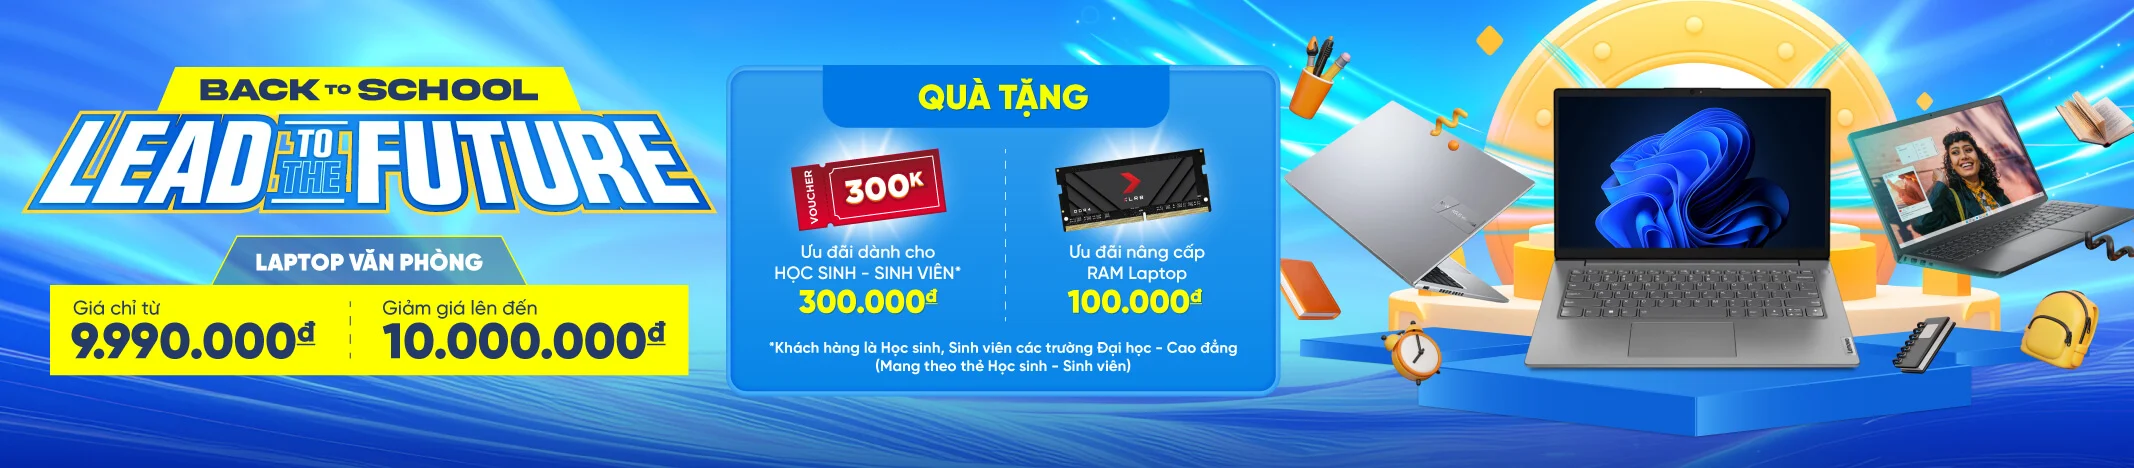 BACK TO SCHOOL
LEAD TO THE FUTURE
LAPTOP VĂN PHÒNG
Giá chỉ từ
9.990.000đ
Giảm giá lên đến
10.000.000đ
QUÀ TẶNG
VOUCHER
300K
Ưu đãi dành cho
HỌC SINH - SINH VIÊN*
300.000đ
XLR8
Ưu đãi nâng cấp
RAM Laptop
100.000đ
*Khách hàng là Học sinh, Sinh viên các trường Đại học - Cao đẳng
(Mang theo thẻ Học sinh - Sinh viên)
Lenovo